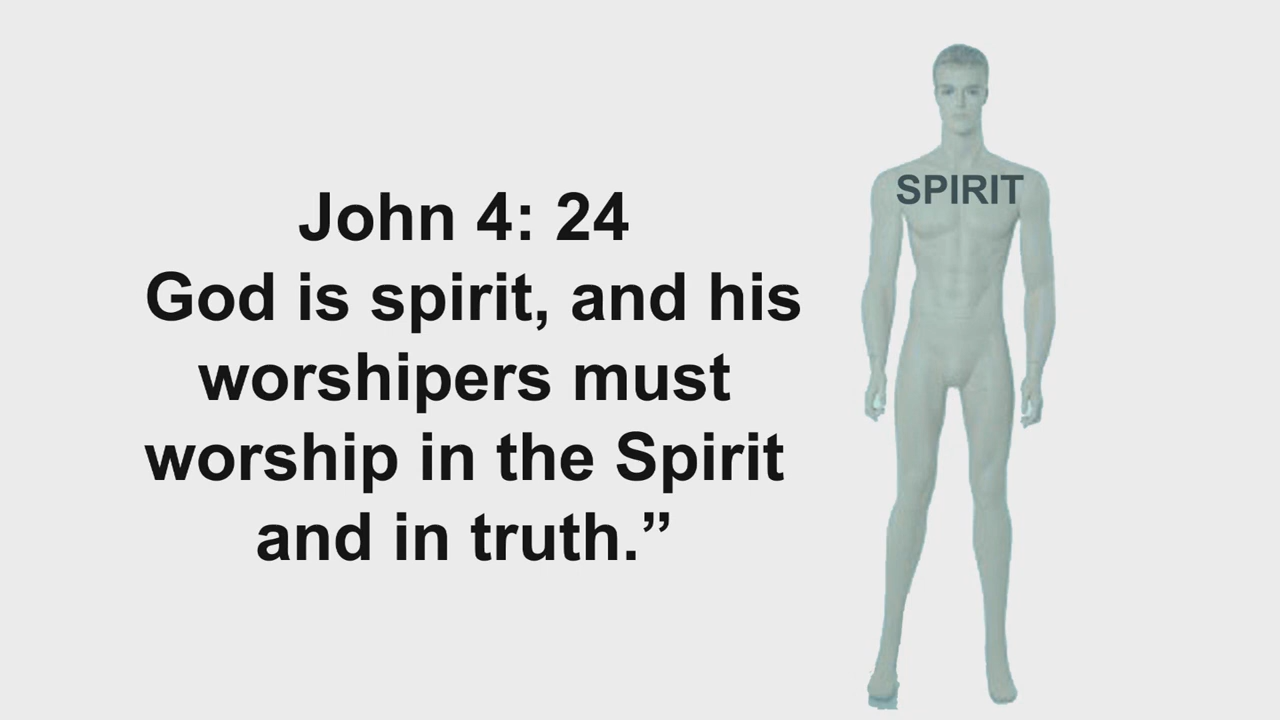 John 4: 24
God is spirit, and his
worshipers must
worship in the Spirit
and in truth.”
SPIRIT